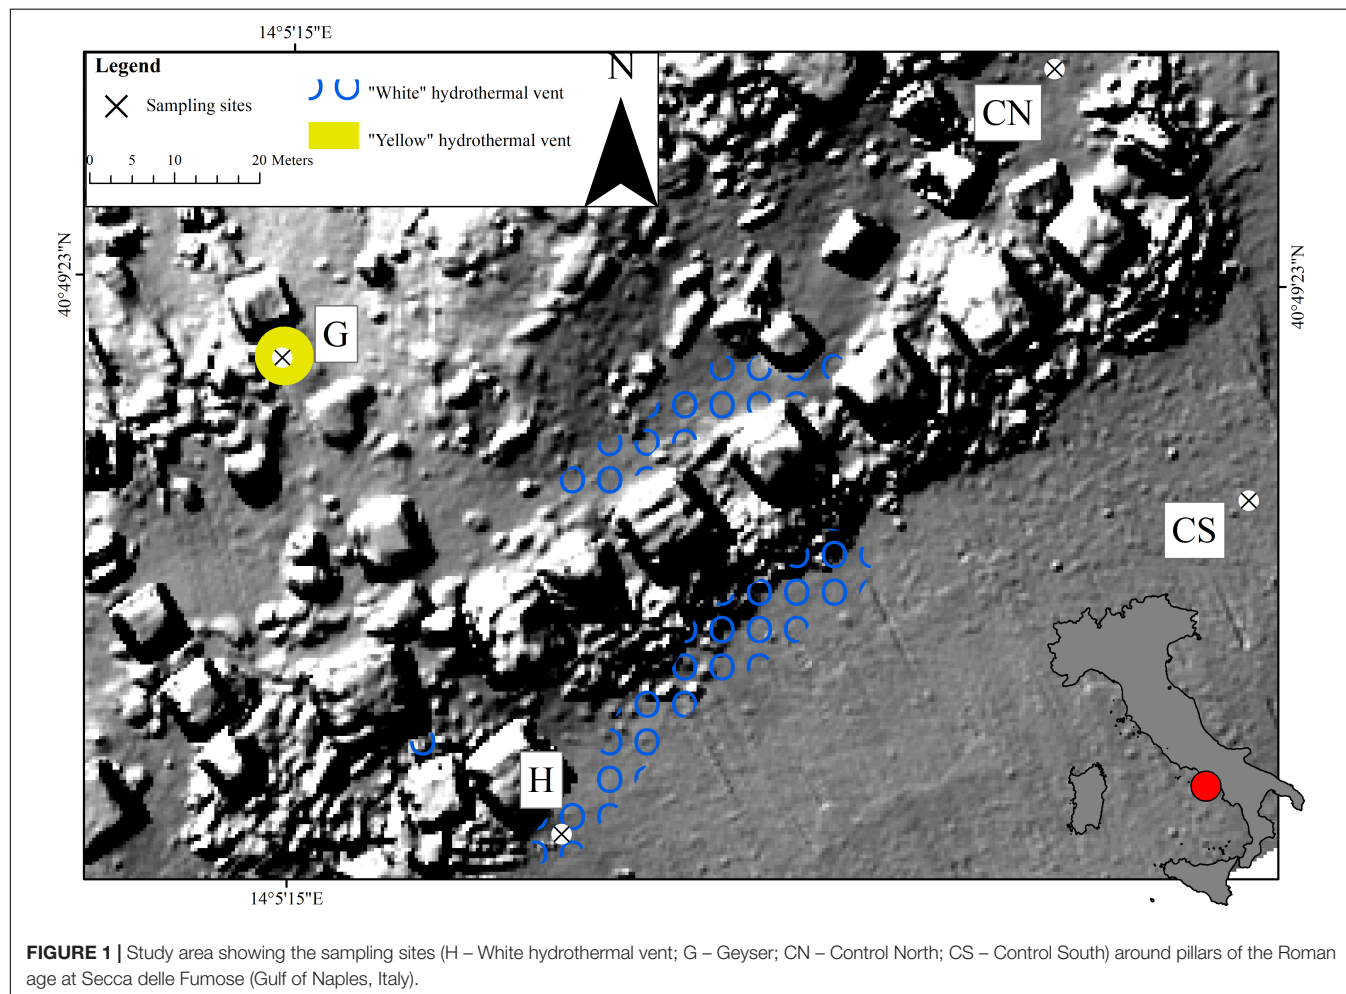 14°5'15"E
Legend
N
Sampling sites
"White" hydrothermal vent
"Yellow" hydrothermal vent
0 5 10 20 Meters
CN
40°49'23"N
40°49'23"N
G
CS
H
14°5'15"E
FIGURE 1 | Study area showing the sampling sites (H – White hydrothermal vent; G – Geyser; CN – Control North; CS – Control South) around pillars of the Roman
age at Secca delle Fumose (Gulf of Naples, Italy).